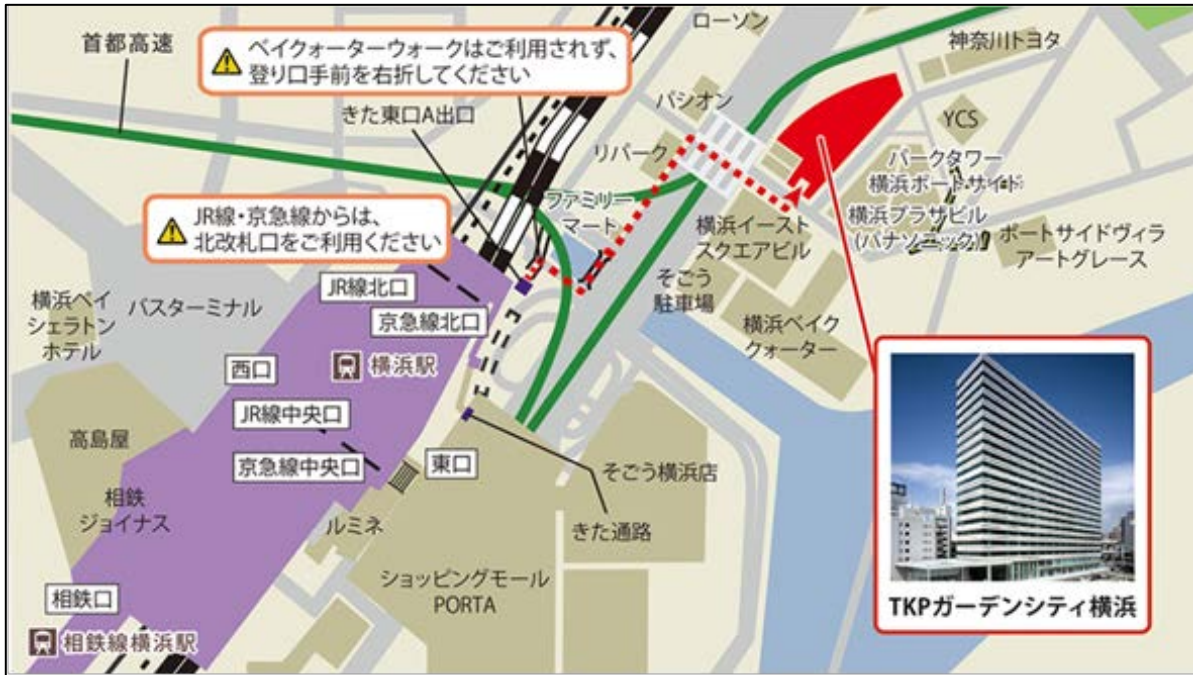 ローソン
首都高速
ベイクォーターウォークはご利用されず、
登り口手前を右折してください
神奈川トヨタ
きた東口A出口
パシオン
YCS
リパーク
パークタワー
横浜ポートサイド
ファミリー
マート
JR線・京急線からは、
北改札口をご利用ください
横浜イースト
スクエアビル
横浜プラザビル
(パナソニック)
ポートサイドヴィラ
アートグレース
JR線北口
そごう
駐車場
横浜ベイ
シェラトン
ホテル
バスターミナル
京急線北口
横浜ベイク
クォーター
西口
横浜駅
JR線中央口
高島屋
京急線中央口
東口
そごう横浜店
相鉄
ジョイナス
ルミネ
きた通路
ショッピングモール
PORTA
相鉄口
TKPガーデンシティ横浜
相鉄線横浜駅